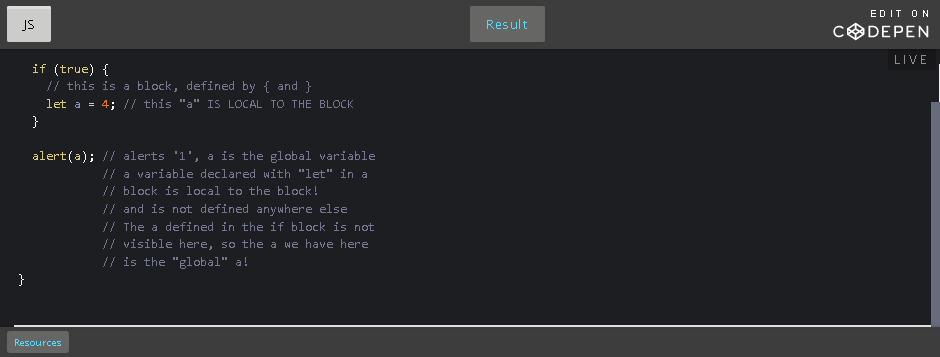 JS
Result
EDIT ON
CODEPEN
LIVE
if (true) {
// this is a block, defined by { and }
let a = 4; // this "a" IS LOCAL TO THE BLOCK
}
alert(a); // alerts '1', a is the global variable
// a variable declared with "let" in a
// block is local to the block!
// and is not defined anywhere else
// The a defined in the if block is not
// visible here, so the a we have here
// is the "global" a!
}
Resources